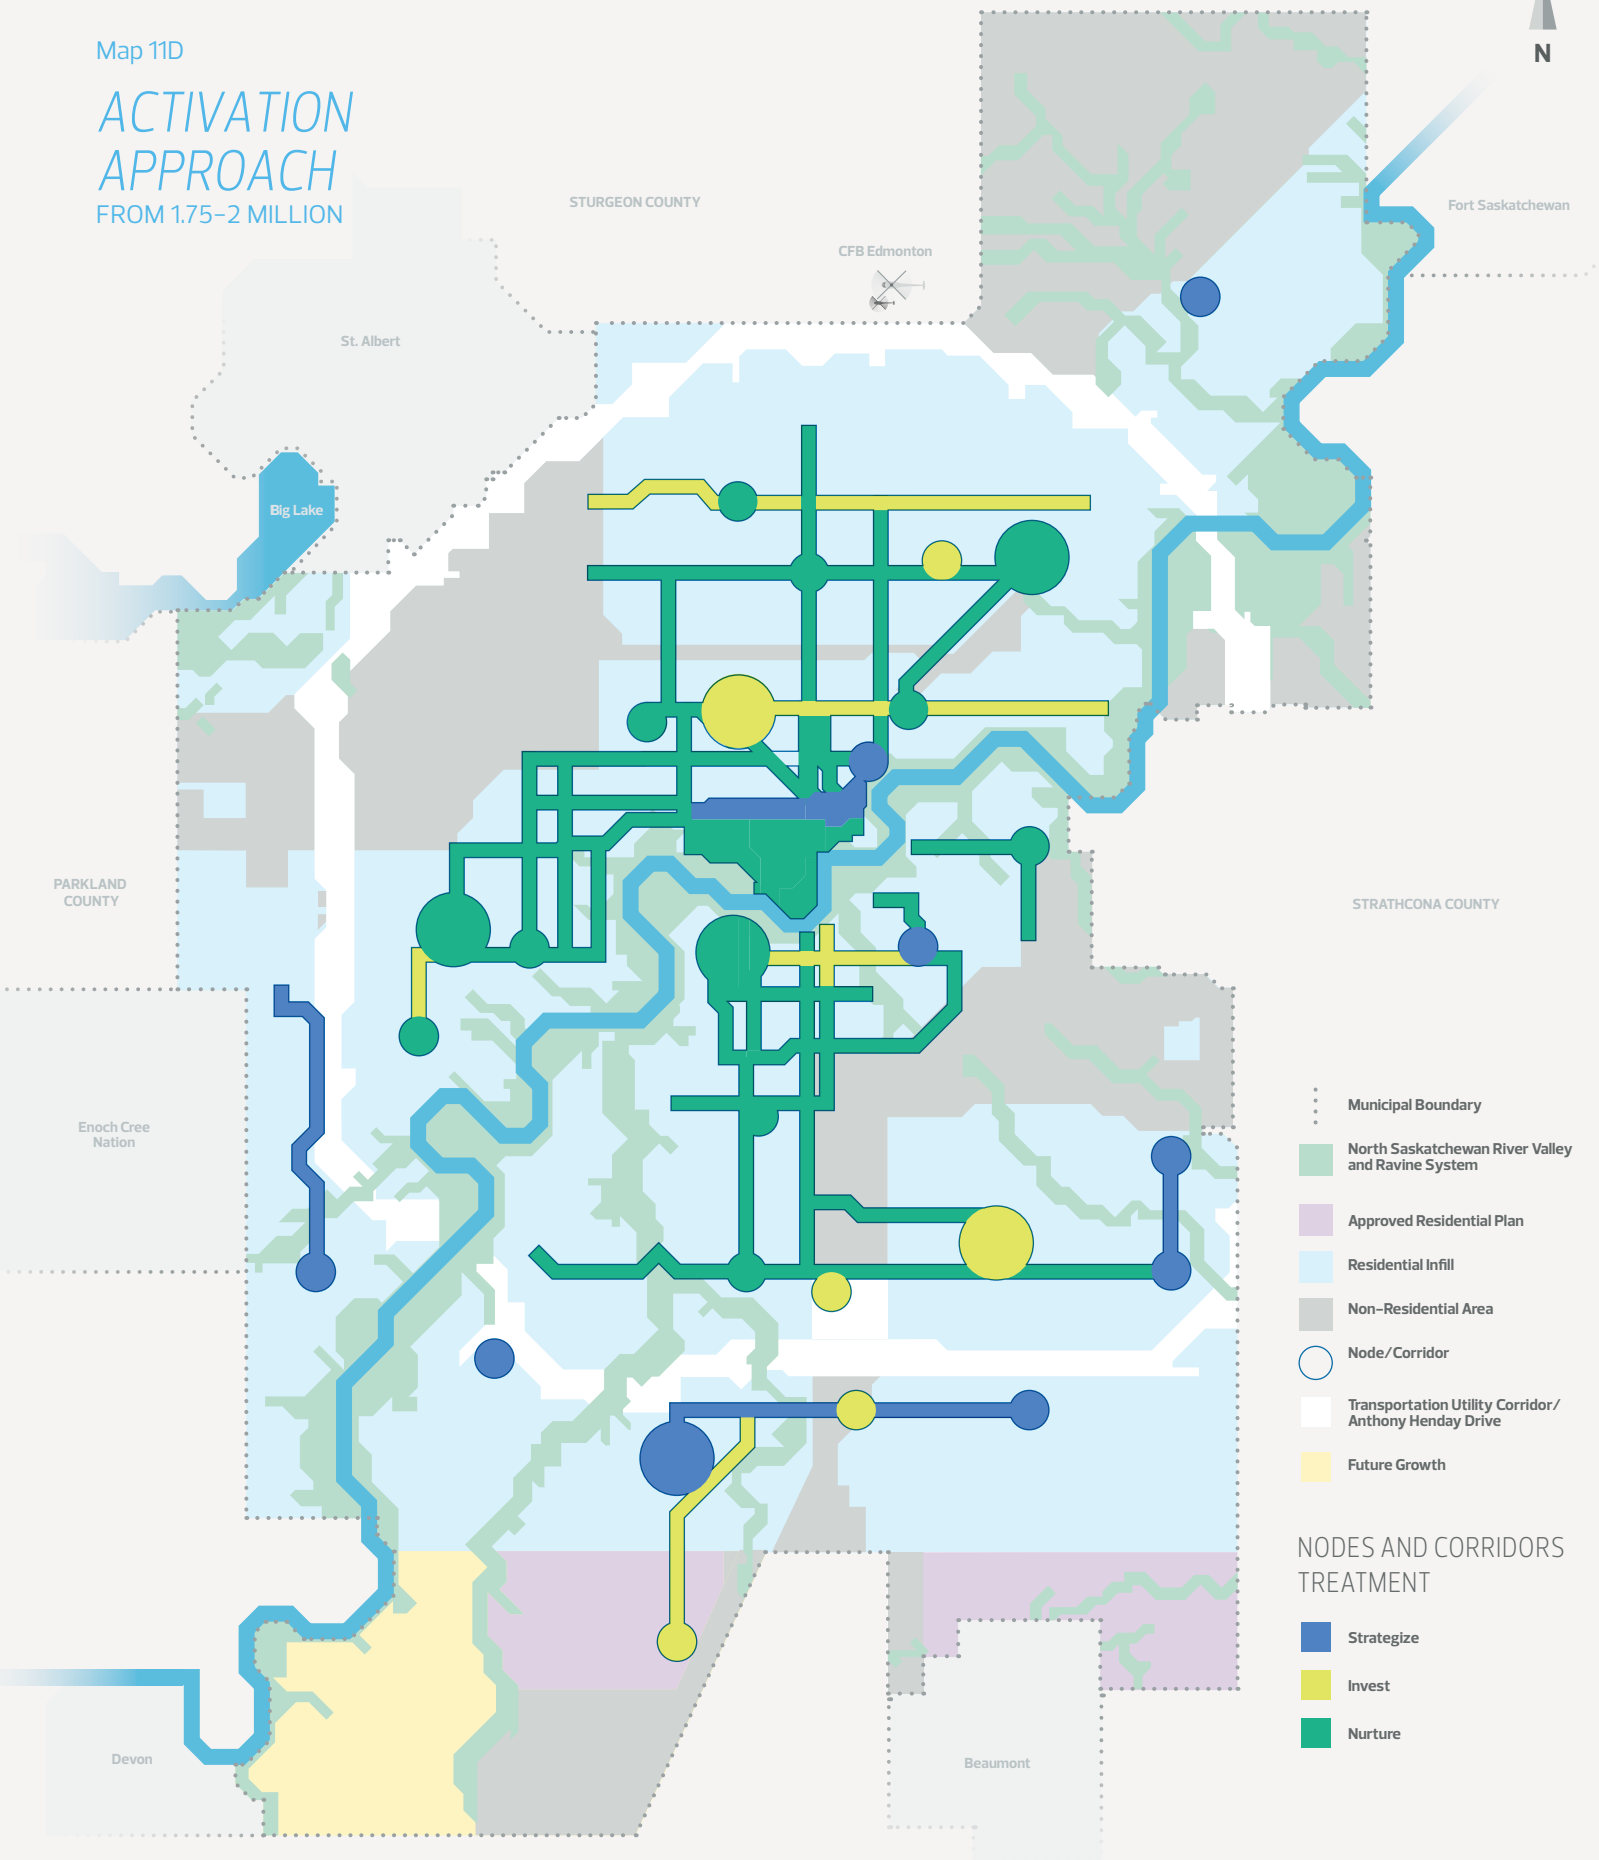 Map 11D
ACTIVATION
APPROACH
FROM 1.75–2 MILLION
N
STURGEON COUNTY
Fort Saskatchewan
CFB Edmonton
St. Albert
Big Lake
PARKLAND
COUNTY
STRATHCONA COUNTY
Enoch Cree
Nation
Devon
Beaumont
Municipal Boundary
North Saskatchewan River Valley
and Ravine System
Approved Residential Plan
Residential Infill
Non-Residential Area
Node/Corridor
Transportation Utility Corridor/
Anthony Henday Drive
Future Growth
NODES AND CORRIDORS
TREATMENT
Strategize
Invest
Nurture